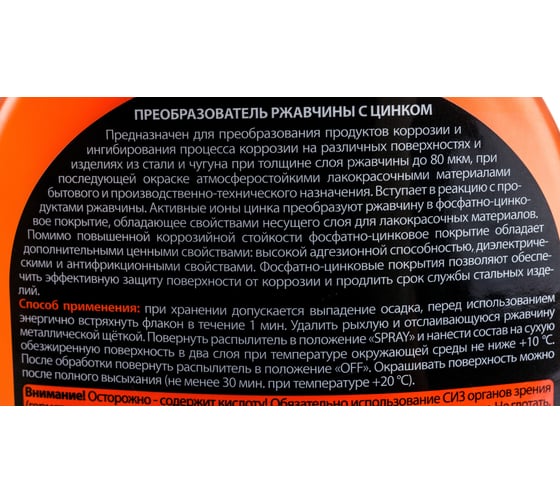 ПРЕОБРАЗОВАТЕЛЬ РЖАВЧИНЫ С ЦИНКОМ
Предназначен для преобразования продуктов коррозии и
ингибирования процесса коррозии на различных поверхностях и
изделиях из стали и чугуна при толщине слоя ржавчины до 80 мкм, при
последующей окраске атмосферостойкими лакокрасочными материалами
бытового и производственно-технического назначения. Вступает в реакцию с про-
дуктами ржавчины. Активные ионы цинка преобразуют ржавчину в фосфатно-цинко-
вое покрытие, обладающее свойствами несущего слоя для лакокрасочных материалов.
Помимо повышенной коррозийной стойкости фосфатно-цинковое покрытие обладает
дополнительными ценными свойствами: высокой адгезионной способностью, диэлектриче-
скими и антифрикционными свойствами. Фосфатно-цинковые покрытия позволяют обеспе-
чить эффективную защиту поверхности от коррозии и продлить срок службы стальных изде-
лий.
Способ применения: при хранении допускается выпадение осадка, перед использованием
энергично встряхнуть флакон в течение 1 мин. Удалить рыхлую и отслаивающуюся ржавчину
металлической щёткой. Повернуть распылитель в положение «SPRAY» и нанести состав на сухую
обезжиренную поверхность в два слоя при температуре окружающей среды не ниже +10 °С.
После обработки повернуть распылитель в положение «OFF». Окрашивать поверхность можно
после полного высыхания (не менее 30 мин. при температуре +20 °С).
Внимание! Осторожно - содержит кислоту! Обязательно использование СИЗ органов зрения
Не глотать.